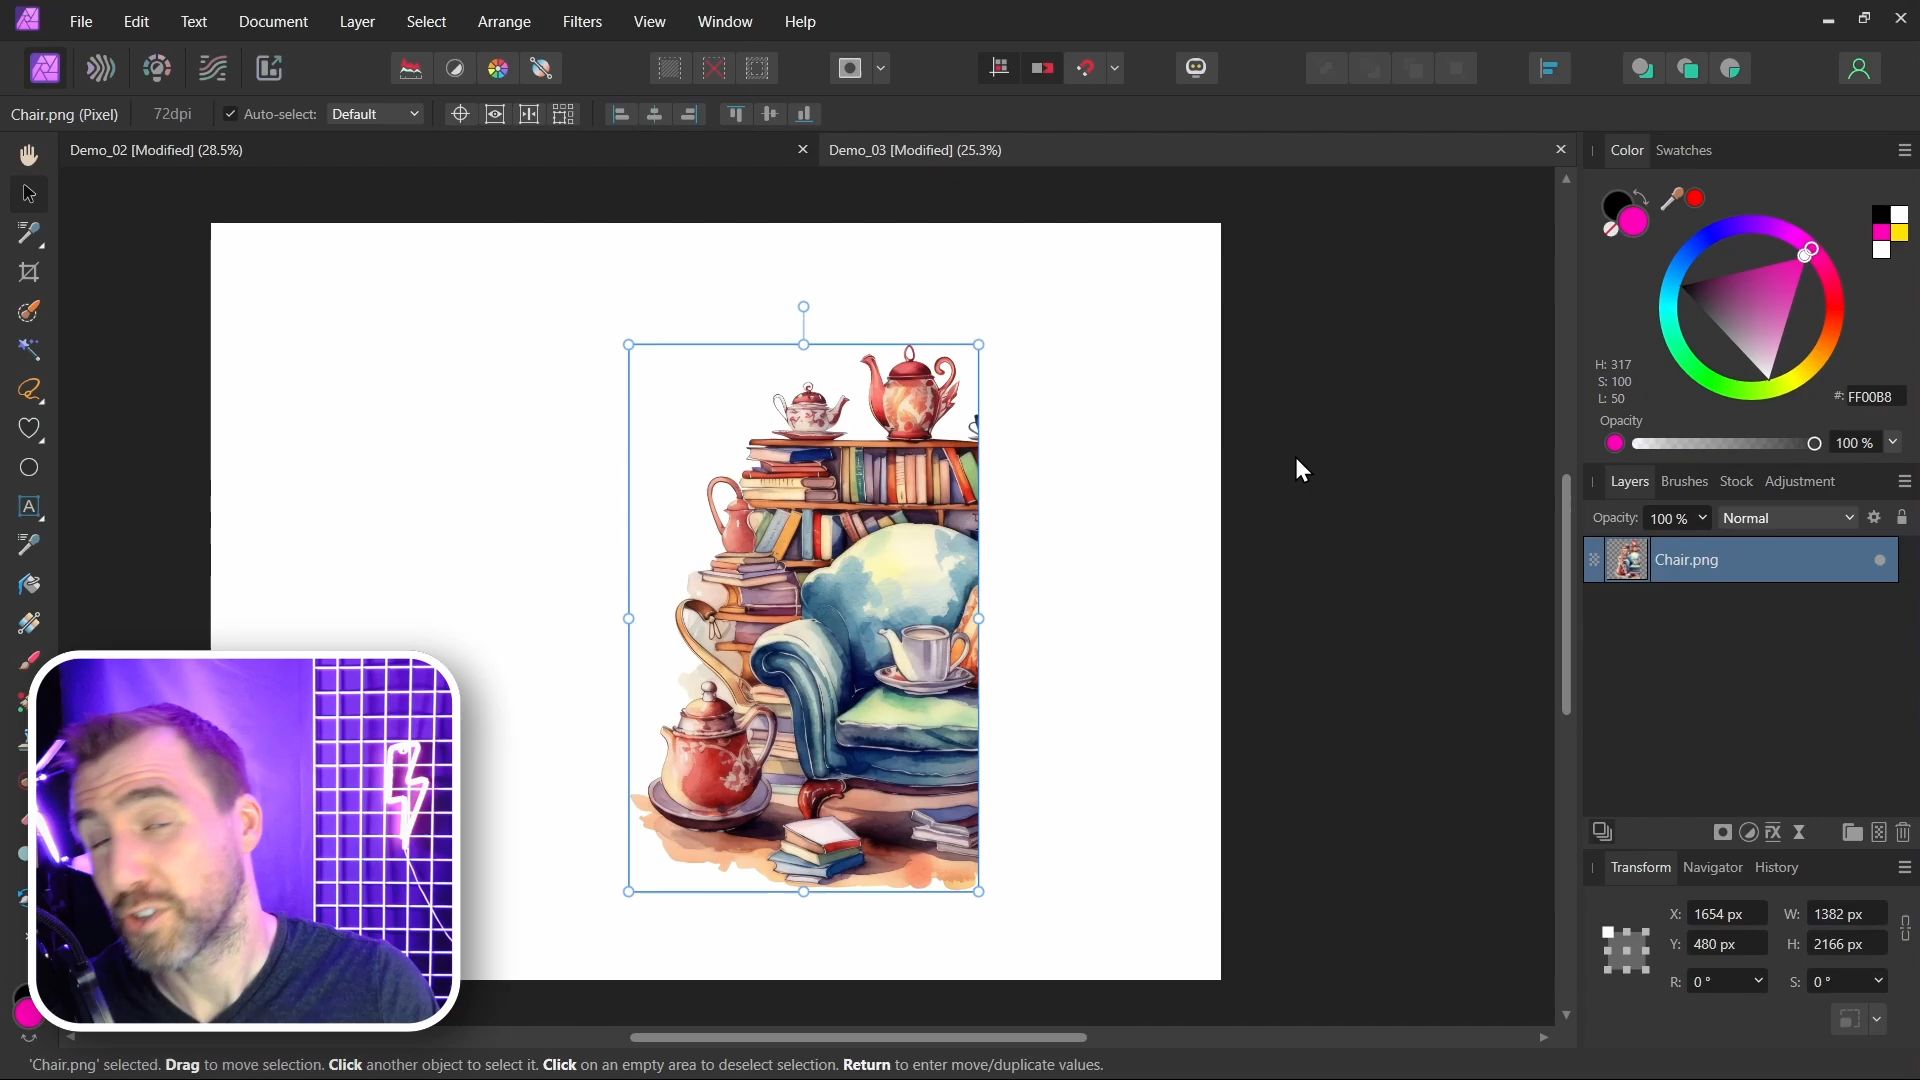 File Edit Text Document Layer Select Arrange Filters View Window Help
Chair.png (Pixel) 72dpi Auto-select: Default
Demo_02 [Modified] (28.5%) Demo_03 [Modified] (25.3%)
Color Swatches
H: 317
S: 100
L: 50
#: FF00B8
Opacity
100 %
Layers Brushes Stock Adjustment
Opacity: 100 % Normal
Chair.png
Transform Navigator History
X: 1654 px W: 1382 px
Y: 480 px H: 2166 px
R: 0 ° S: 0 °
'Chair.png' selected. Drag to move selection. Click another object to select it. Click on an empty area to deselect selection. Return to enter move/duplicate values.